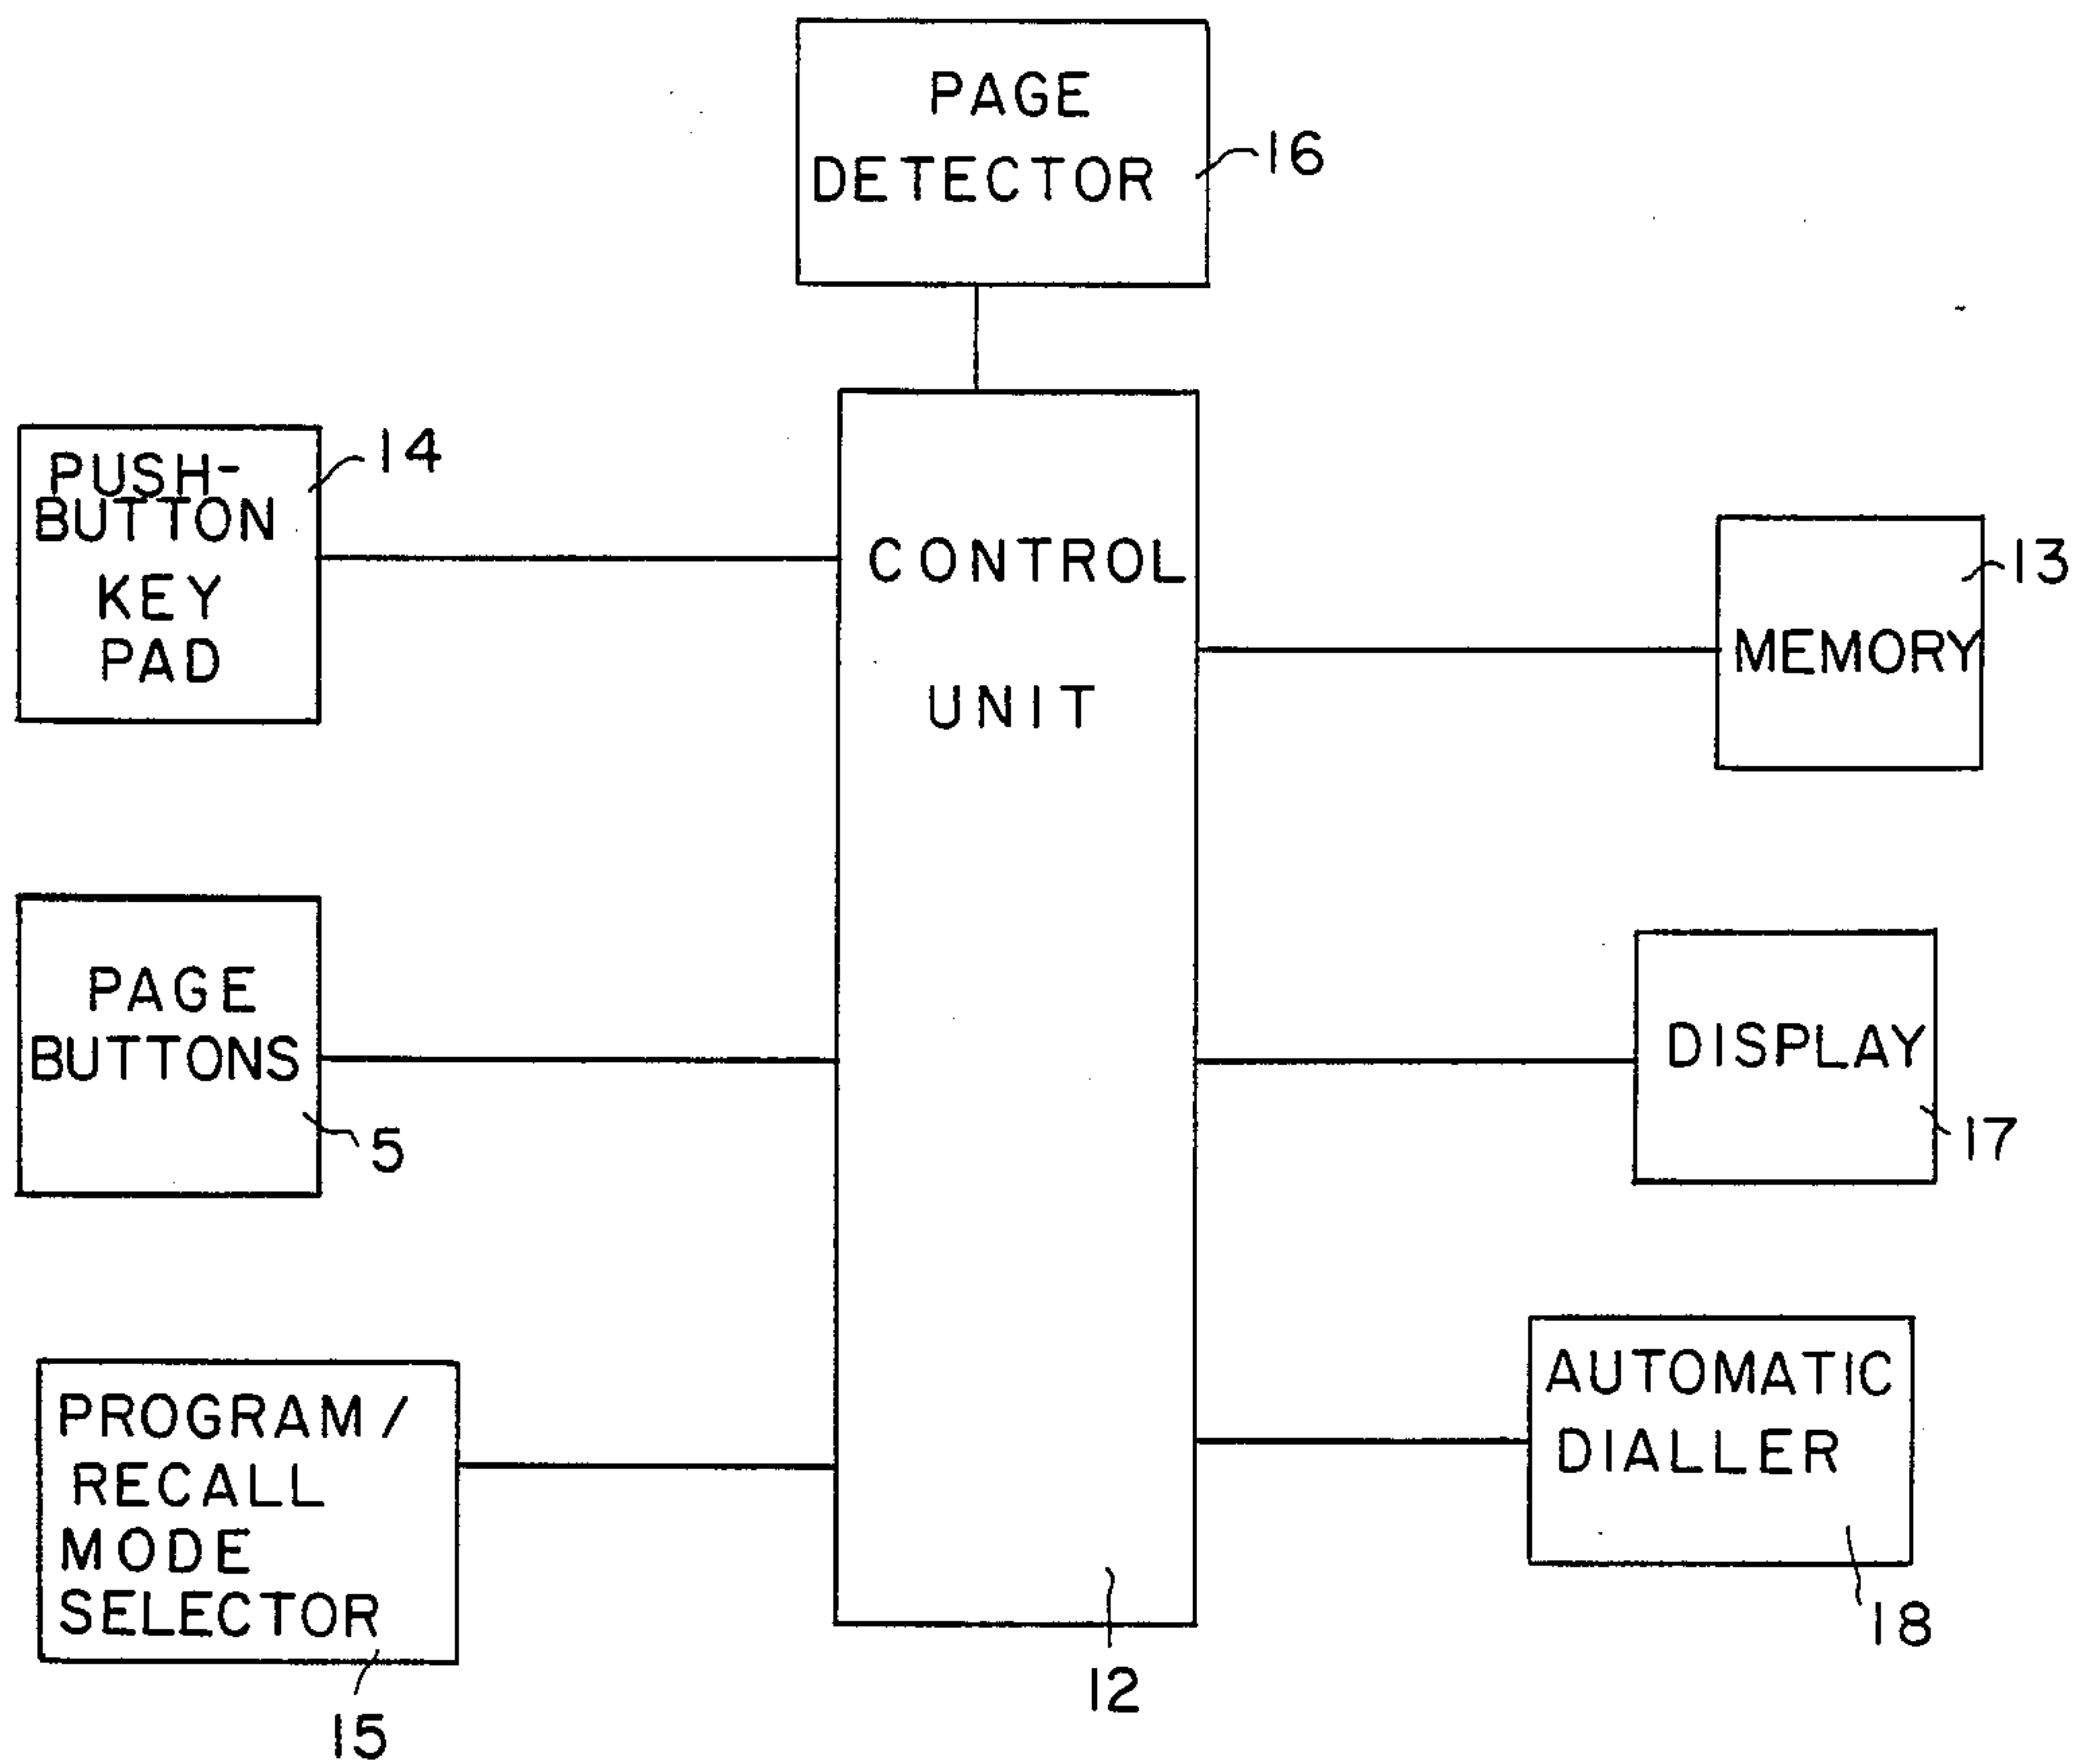 PAGE
DETECTOR
16
PUSH-
BUTTON
KEY
PAD
14
CONTROL
UNIT
12
MEMORY
13
PAGE
BUTTONS
5
DISPLAY
17
PROGRAM/
RECALL
MODE
SELECTOR
15
AUTOMATIC
DIALLER
18